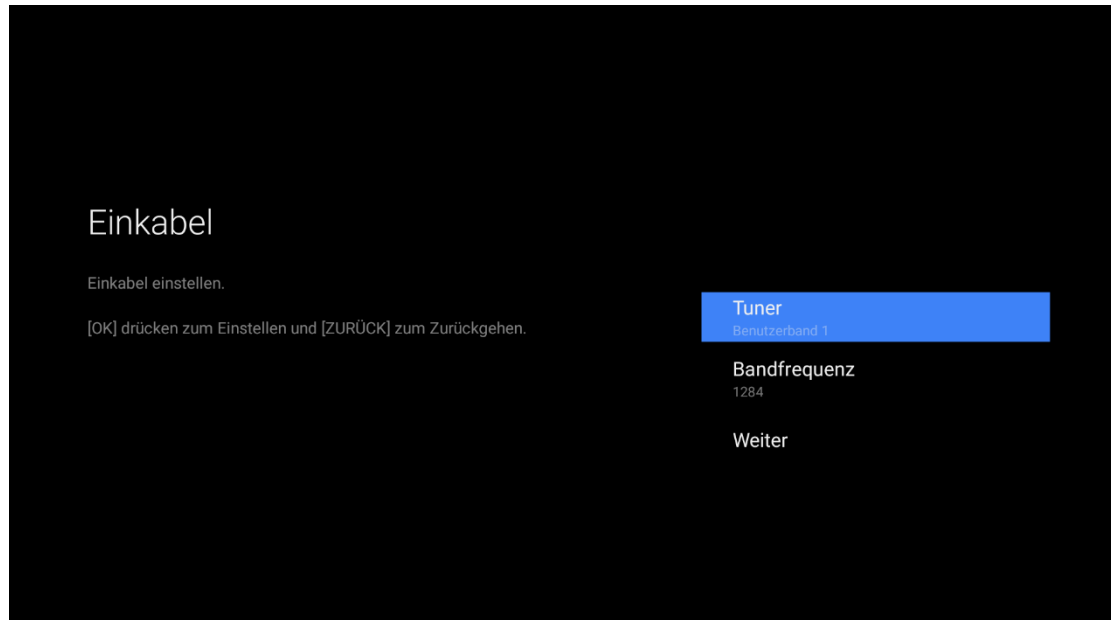 Einkabel
Einkabel einstellen.
[OK] drücken zum Einstellen und [ZURÜCK] zum Zurückgehen.
Tuner
Benutzerband 1
Bandfrequenz
1284
Weiter